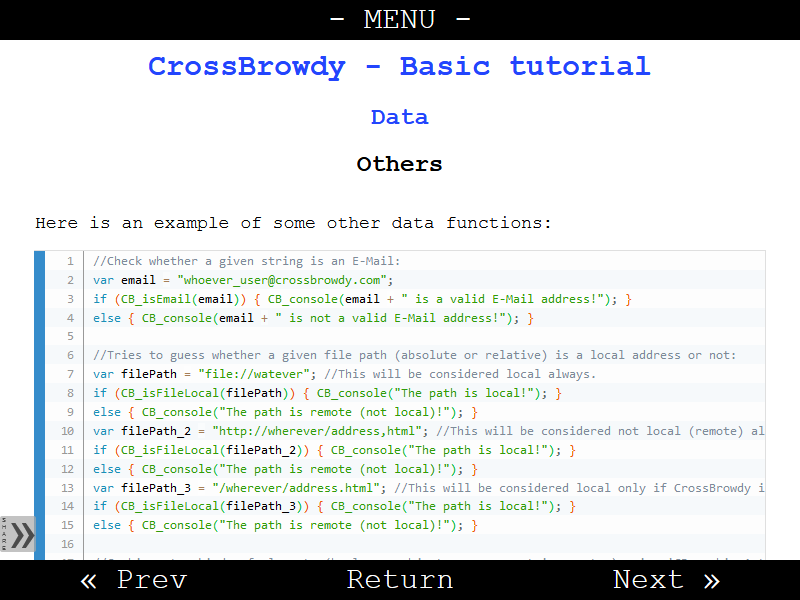 - MENU -
CrossBrowdy - Basic tutorial
Data
Others
Here is an example of some other data functions:
1 //Check whether a given string is an E-Mail:
2 var email = "whoever_user@crossbrowdy.com";
3 if (CB_isEmail(email)) { CB_console(email + " is a valid E-Mail address!"); }
4 else { CB_console(email + " is not a valid E-Mail address!"); }
5
6 //Tries to guess whether a given file path (absolute or relative) is a local address or not:
7 var filePath = "file://watever"; //This will be considered local always.
8 if (CB_isFileLocal(filePath)) { CB_console("The path is local!"); }
9 else { CB_console("The path is remote (not local)!"); }
10 var filePath_2 = "http://wherever/address,html"; //This will be considered not local (remote) al
11 if (CB_isFileLocal(filePath_2)) { CB_console("The path is local!"); }
12 else { CB_console("The path is remote (not local)!"); }
13 var filePath_3 = "/wherever/address.html"; //This will be considered local only if CrossBrowdy i
14 if (CB_isFileLocal(filePath_3)) { CB_console("The path is local!"); }
15 else { CB_console("The path is remote (not local)!"); }
16
SHARE »
« Prev Return Next »